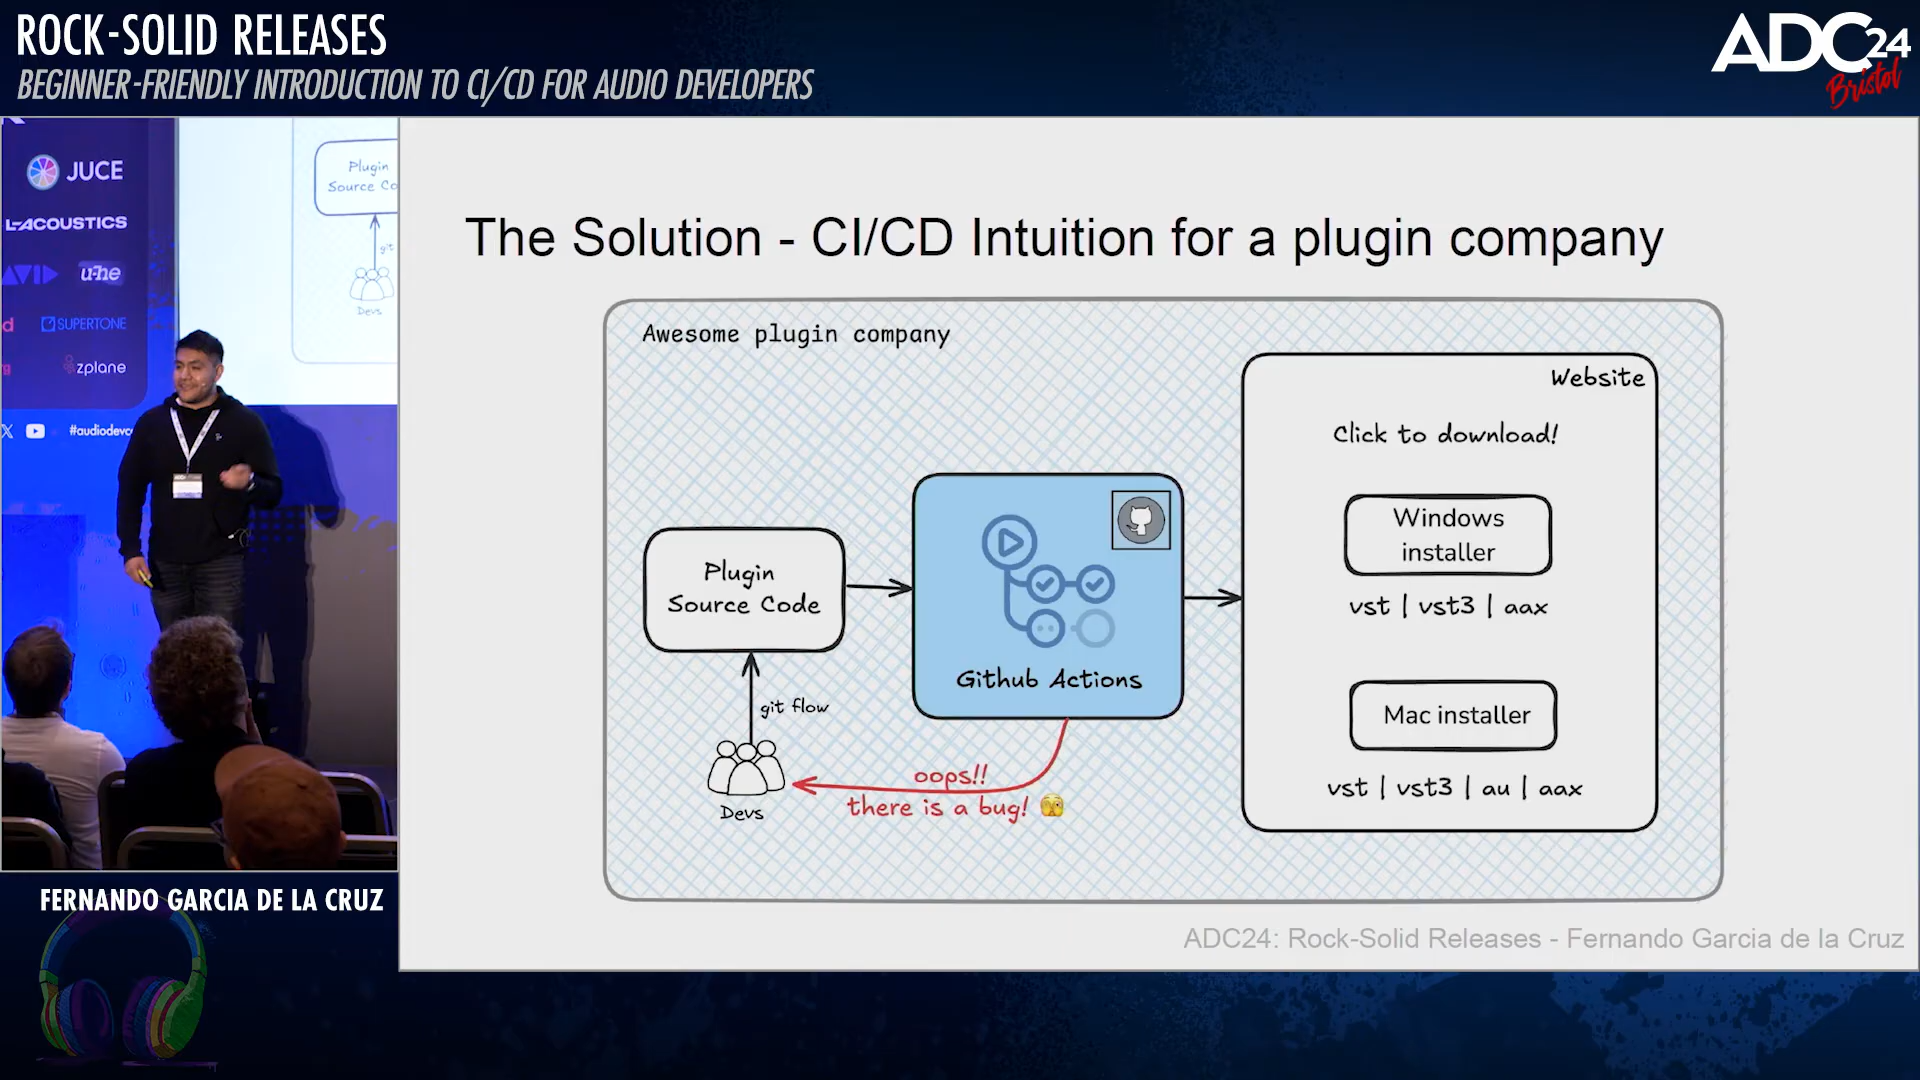 ROCK-SOLID RELEASES
BEGINNER-FRIENDLY INTRODUCTION TO CI/CD FOR AUDIO DEVELOPERS
ADC24
Bristol
JUCE
L-ACOUSTICS
AVID
u-he
SUPERTONE
zplane
#audiodevc
Plugin
Source Co
git
Devs
The Solution - CI/CD Intuition for a plugin company
Awesome plugin company
Website
Click to download!
Windows
installer
vst | vst3 | aax
Mac installer
vst | vst3 | au | aax
Plugin
Source Code
Github Actions
git flow
oops!!
there is a bug!
Devs
ADC24: Rock-Solid Releases - Fernando Garcia de la Cruz
FERNANDO GARCIA DE LA CRUZ